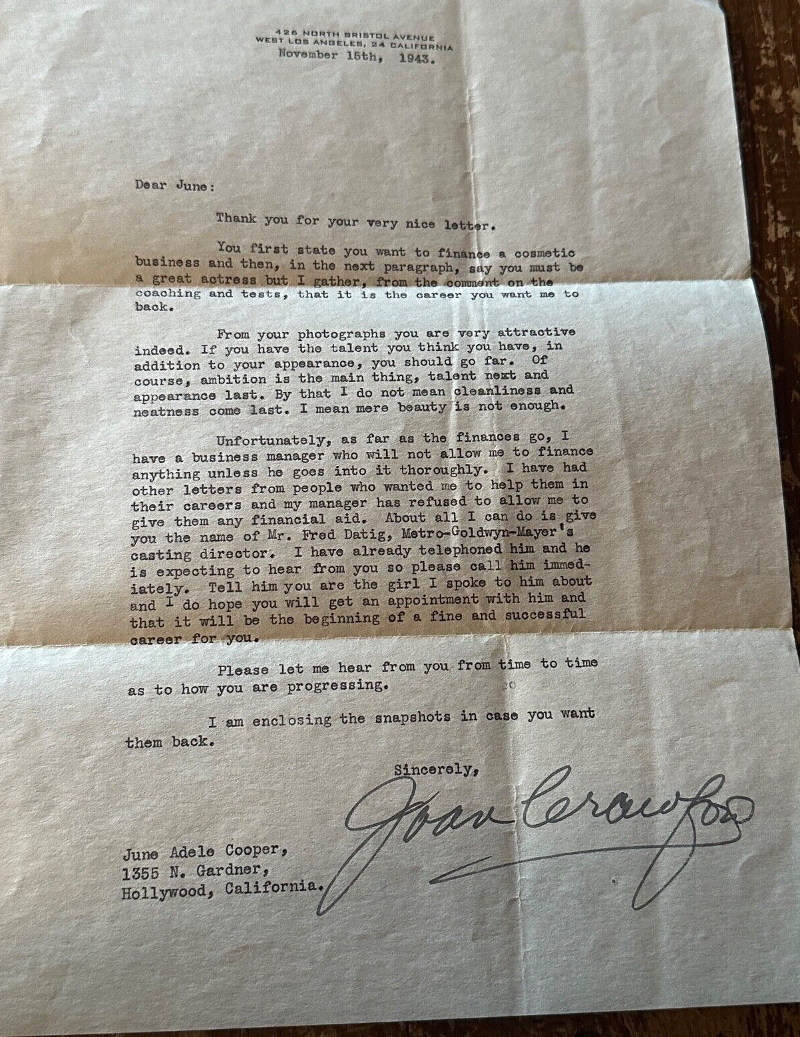 426 NORTH BRISTOL AVENUE
WEST LOS ANGELES, 24 CALIFORNIA
November 15th, 1943.
Dear June:
Thank you for your very nice letter.
You first state you want to finance a cosmetic
business and then, in the next paragraph, say you must be
a great actress but I gather, from the comment on the
coaching and tests, that it is the career you want me to
back.
From your photographs you are very attractive
indeed. If you have the talent you think you have, in
addition to your appearance, you should go far. Of
course, ambition is the main thing, talent next and
appearance last. By that I do not mean cleanliness and
neatness come last. I mean mere beauty is not enough.
Unfortunately, as far as the finances go, I
have a business manager who will not allow me to finance
anything unless he goes into it thoroughly. I have had
other letters from people who wanted me to help them in
their careers and my manager has refused to allow me to
give them any financial aid. About all I can do is give
you the name of Mr. Fred Datig, Metro-Goldwyn-Mayer's
casting director. I have already telephoned him and he
is expecting to hear from you so please call him immed-
iately. Tell him you are the girl I spoke to him about
and I do hope you will get an appointment with him and
that it will be the beginning of a fine and successful
career for you.
Please let me hear from you from time to time
as to how you are progressing.
I am enclosing the snapshots in case you want
them back.
Sincerely,
Joan Crawford
June Adele Cooper,
1355 N. Gardner,
Hollywood, California.